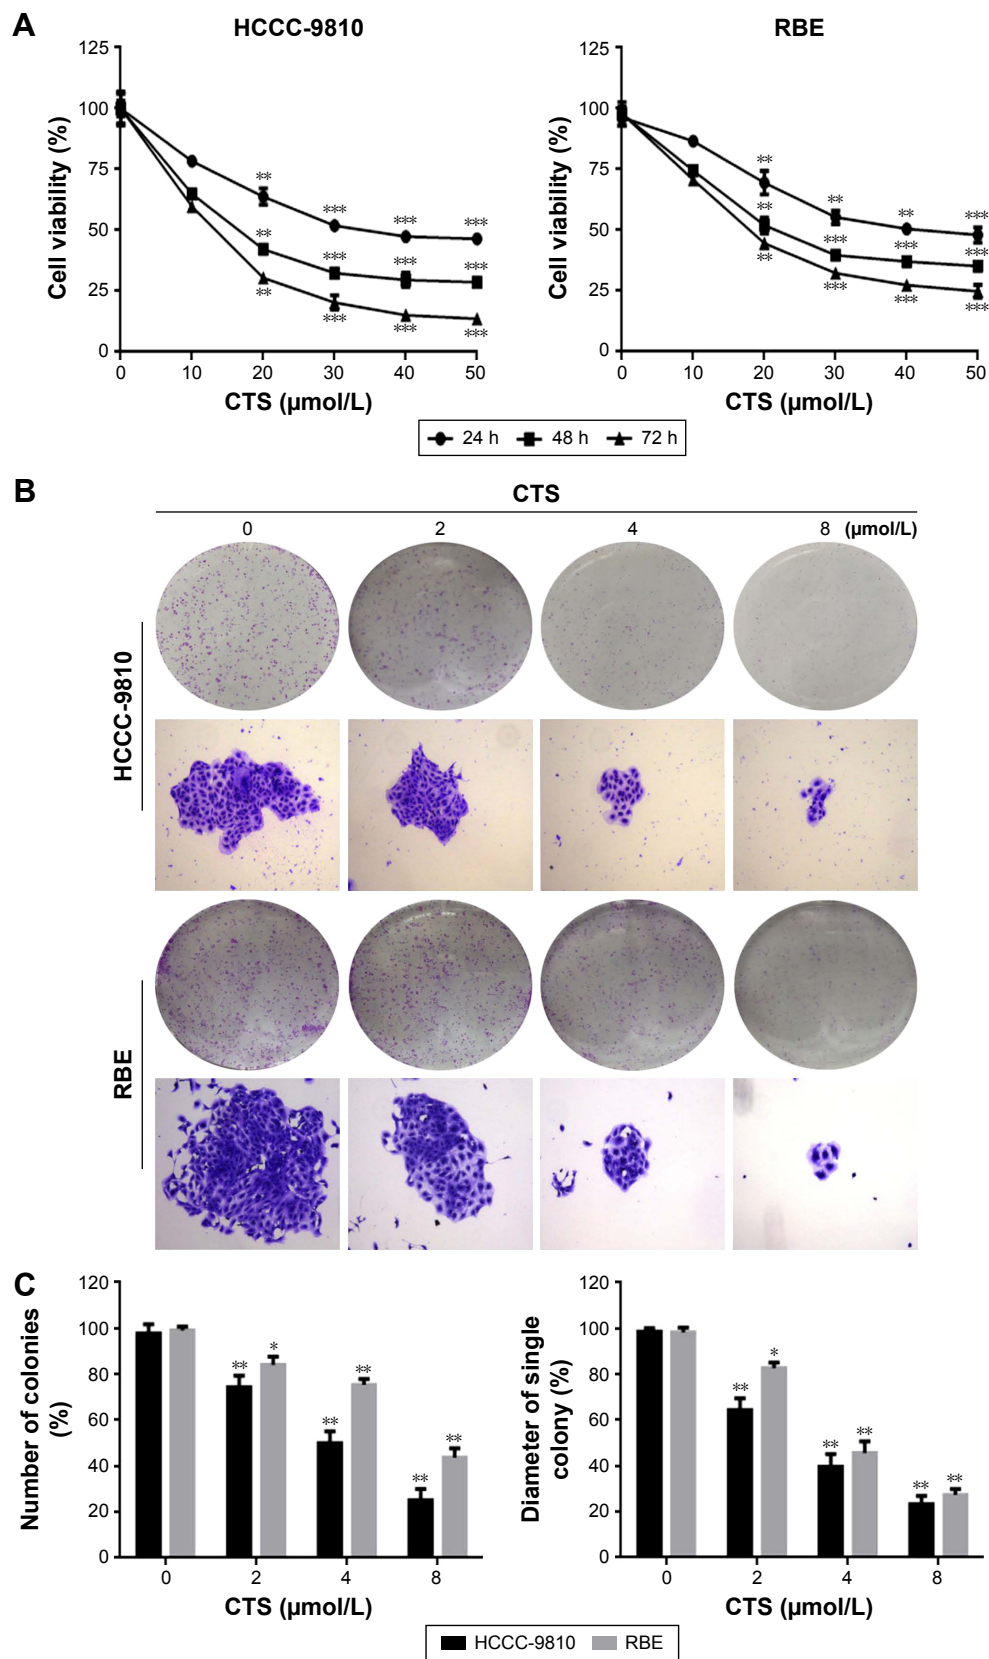 A
HCCC-9810
RBE
Cell viability (%)
125
100
75
50
25
0
** *** *** ***
** *** *** ***
** *** *** ***
0 10 20 30 40 50
CTS (µmol/L)
Cell viability (%)
125
100
75
50
25
0
** ** ** ***
** *** *** ***
** *** *** ***
0 10 20 30 40 50
CTS (µmol/L)
24 h 48 h 72 h
B
CTS
0 2 4 8 (µmol/L)
HCCC-9810
RBE
C
Number of colonies
(%)
120
100
80
60
40
20
0
** * ** ** ** **
0 2 4 8
CTS (µmol/L)
Diameter of single
colony (%)
120
100
80
60
40
20
0
** * ** ** ** **
0 2 4 8
CTS (µmol/L)
HCCC-9810 RBE